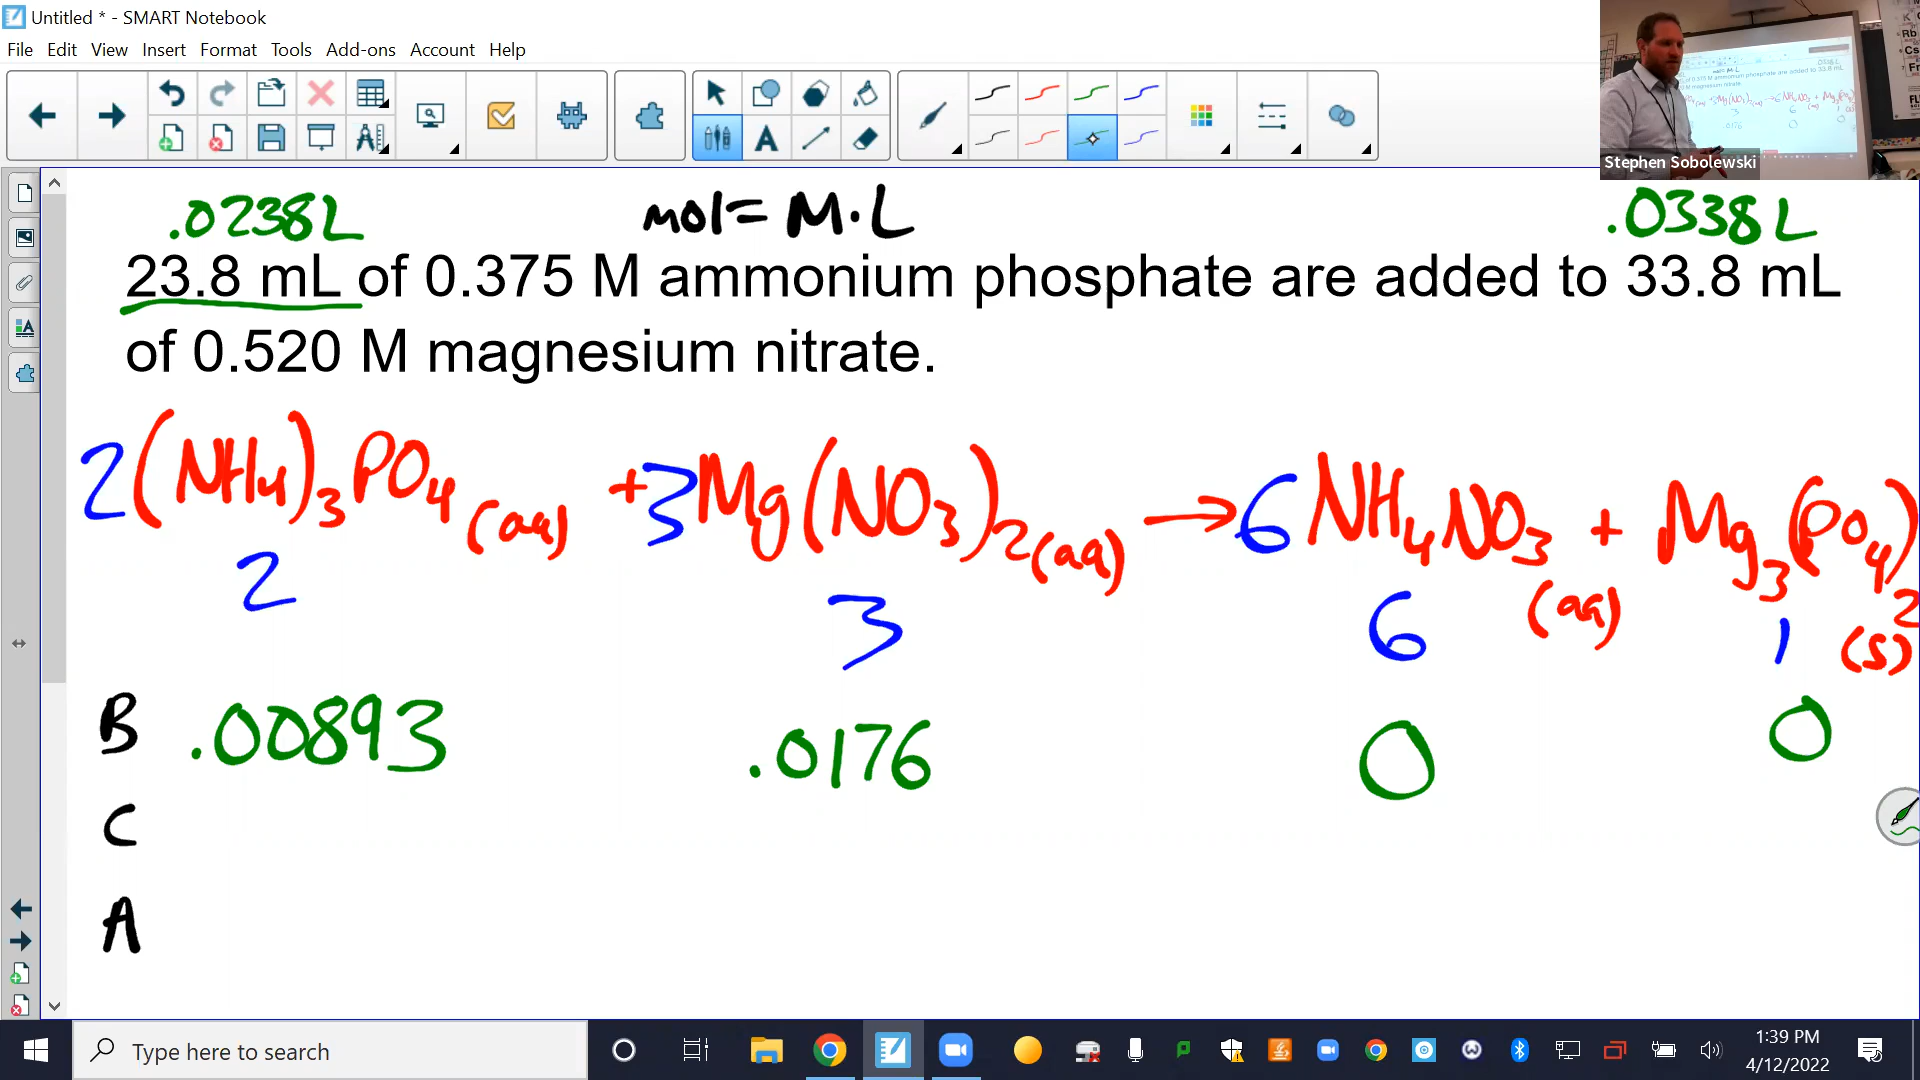 Untitled * - SMART Notebook
File Edit View Insert Format Tools Add-ons Account Help
Stephen Sobolewski
.0238L mol= M·L .0338L
23.8 mL of 0.375 M ammonium phosphate are added to 33.8 mL
of 0.520 M magnesium nitrate.
2(NH4)3PO4(aq) +3Mg(NO3)2(aq) → 6NH4NO3(aq) + Mg3(PO4)2(s)
2 3 6 1
B .00893 .0176 0 0
C
A
Type here to search
1:39 PM
4/12/2022